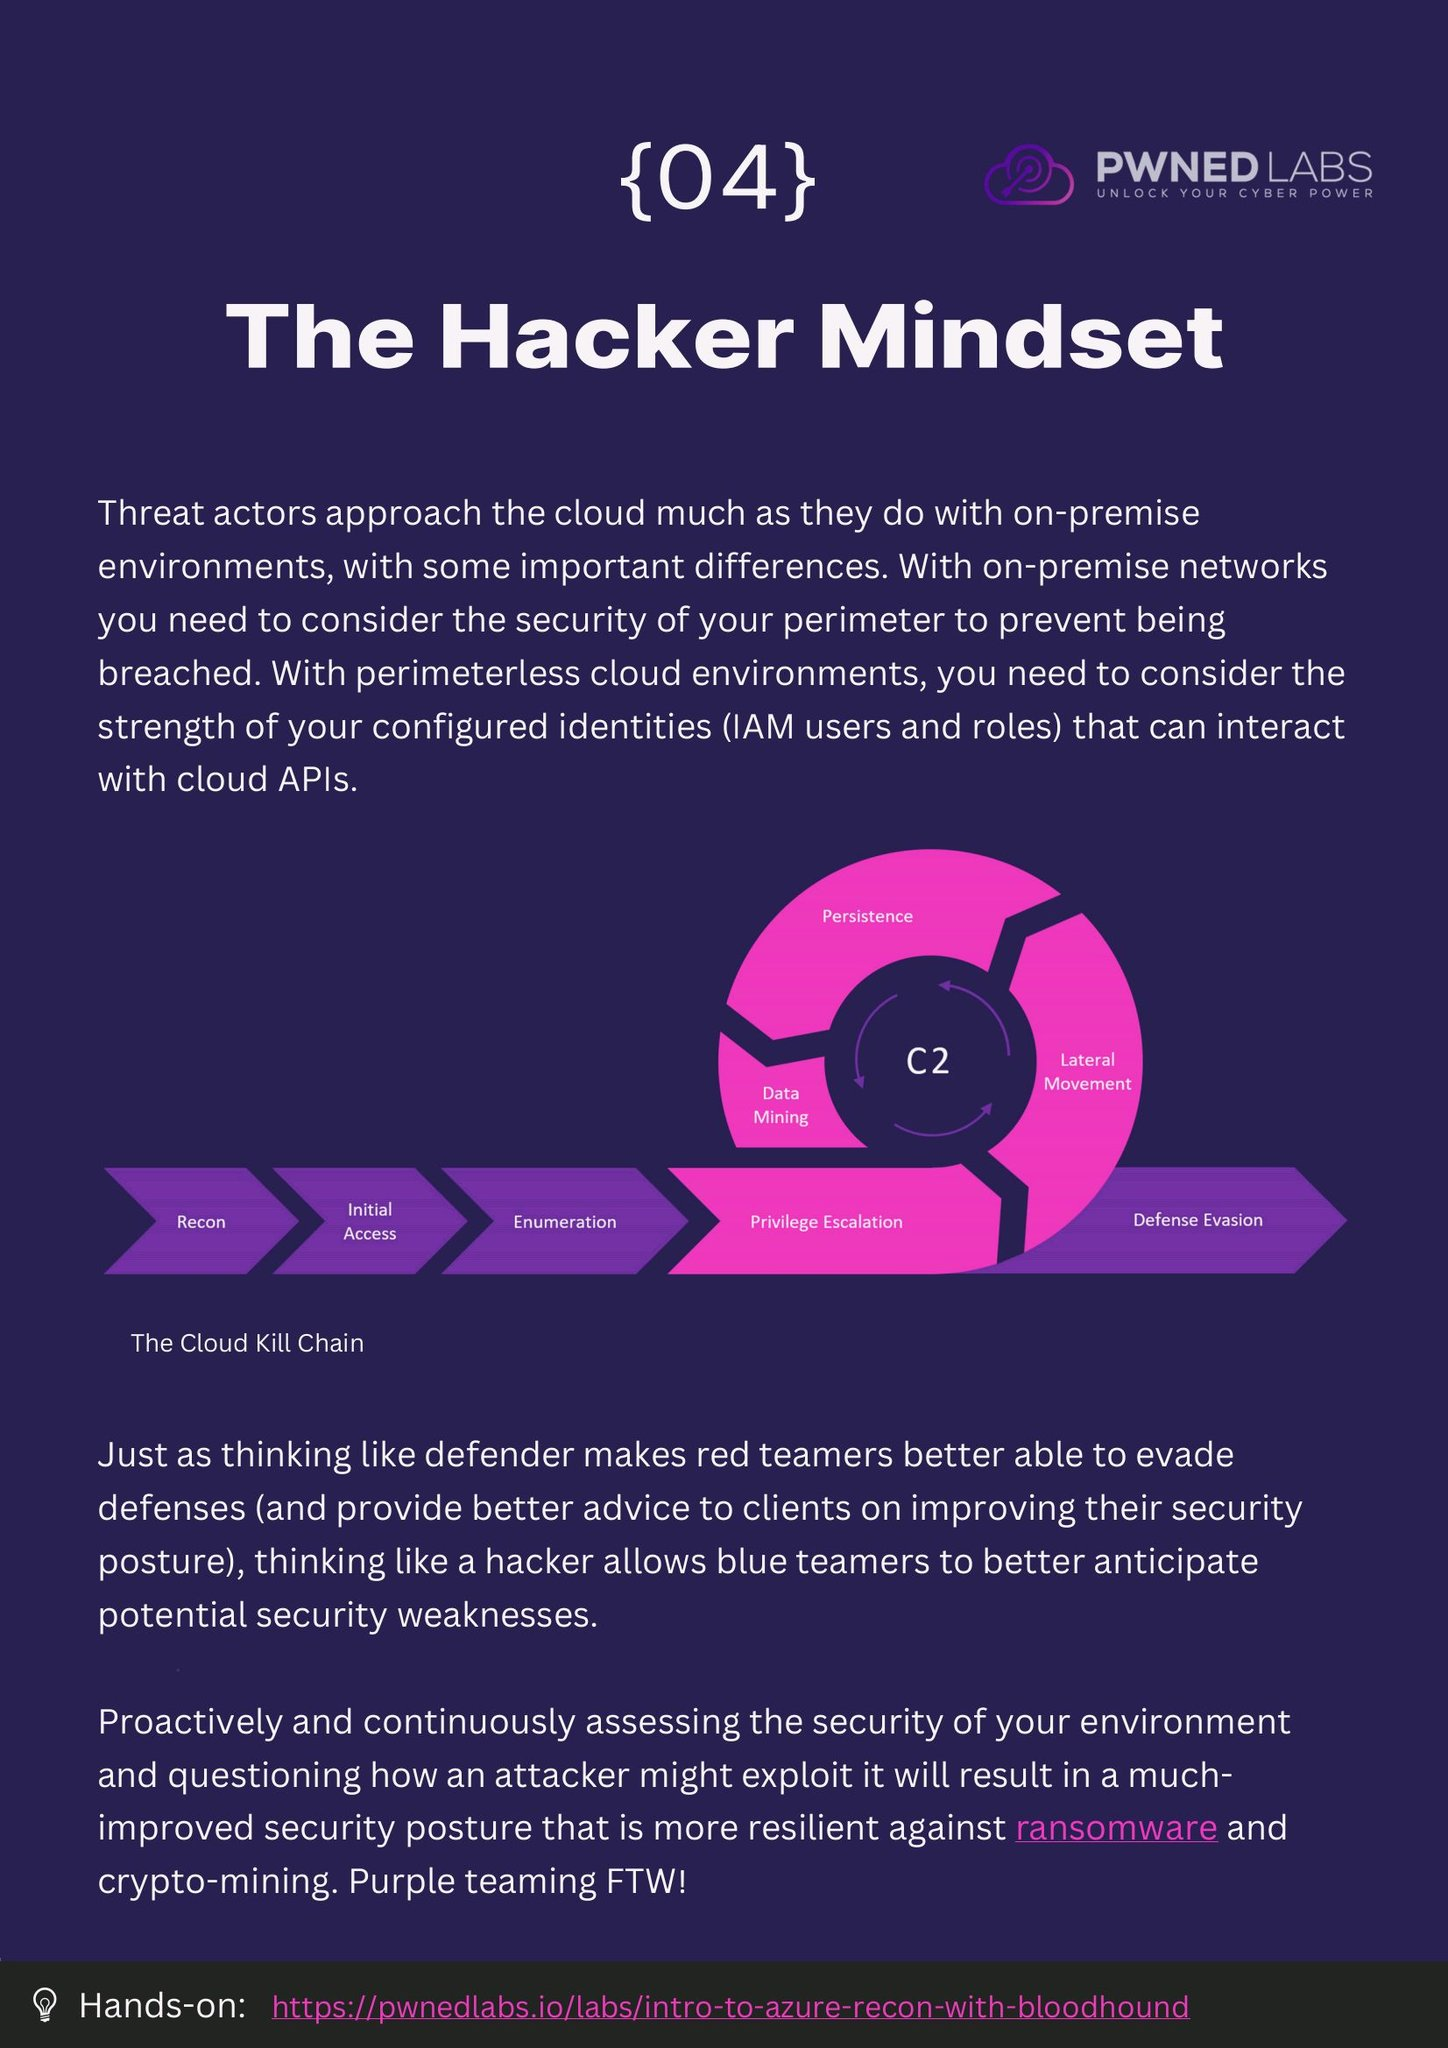 {04}
PWNED LABS
UNLOCK YOUR CYBER POWER
The Hacker Mindset
Threat actors approach the cloud much as they do with on-premise
environments, with some important differences. With on-premise networks
you need to consider the security of your perimeter to prevent being
breached. With perimeterless cloud environments, you need to consider the
strength of your configured identities (IAM users and roles) that can interact
with cloud APIs.
Persistence
C2
Lateral
Movement
Data
Mining
Recon
Initial
Access
Enumeration
Privilege Escalation
Defense Evasion
The Cloud Kill Chain
Just as thinking like defender makes red teamers better able to evade
defenses (and provide better advice to clients on improving their security
posture), thinking like a hacker allows blue teamers to better anticipate
potential security weaknesses.
Proactively and continuously assessing the security of your environment
and questioning how an attacker might exploit it will result in a much-
improved security posture that is more resilient against ransomware and
crypto-mining. Purple teaming FTW!
Hands-on: https://pwnedlabs.io/labs/intro-to-azure-recon-with-bloodhound